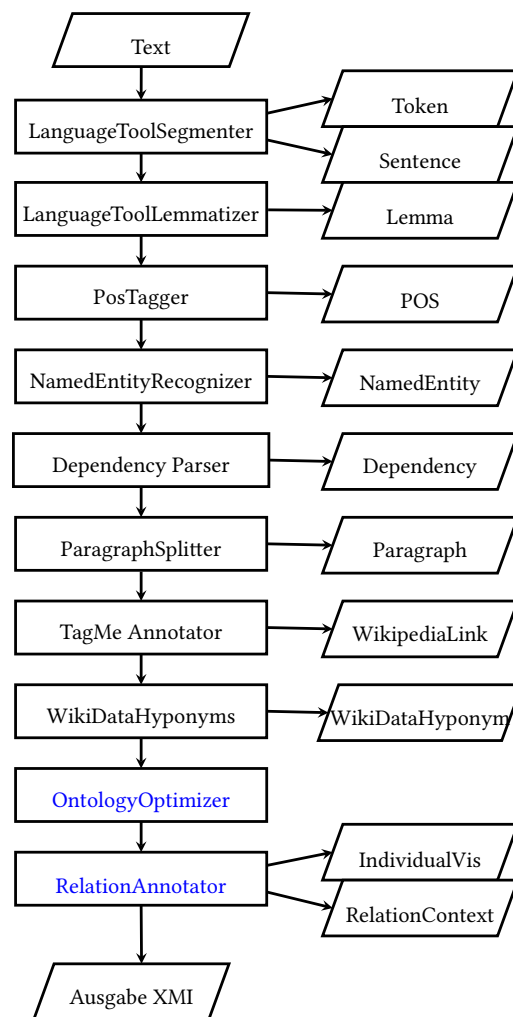 Text
LanguageToolSegmenter
Token
Sentence
LanguageToolLemmatizer
Lemma
PosTagger
POS
NamedEntityRecognizer
NamedEntity
Dependency Parser
Dependency
ParagraphSplitter
Paragraph
TagMe Annotator
WikipediaLink
WikiDataHyponyms
WikiDataHyponym
OntologyOptimizer
RelationAnnotator
IndividualVis
RelationContext
Ausgabe XMI